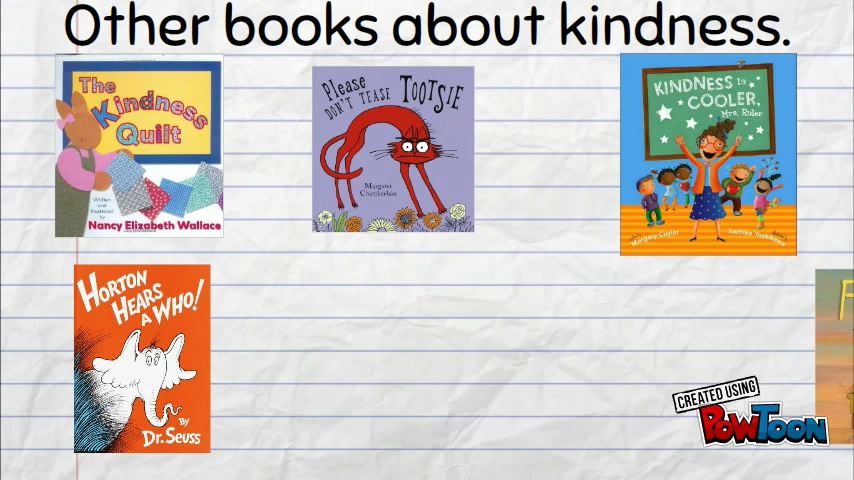 Other books about kindness.
The
Kindness
Quilt
Written
and
Illustrated
by
Nancy Elizabeth Wallace
Please
DON'T TEASE TOOTSIE
Margaret
Chamberlain
KINDNESS is
COOLER,
Mrs. Ruler
Margery Cuyler
Sachiko Yoshikawa
HORTON
HEARS
A WHO!
By
Dr. Seuss
CREATED USING
POWTOON